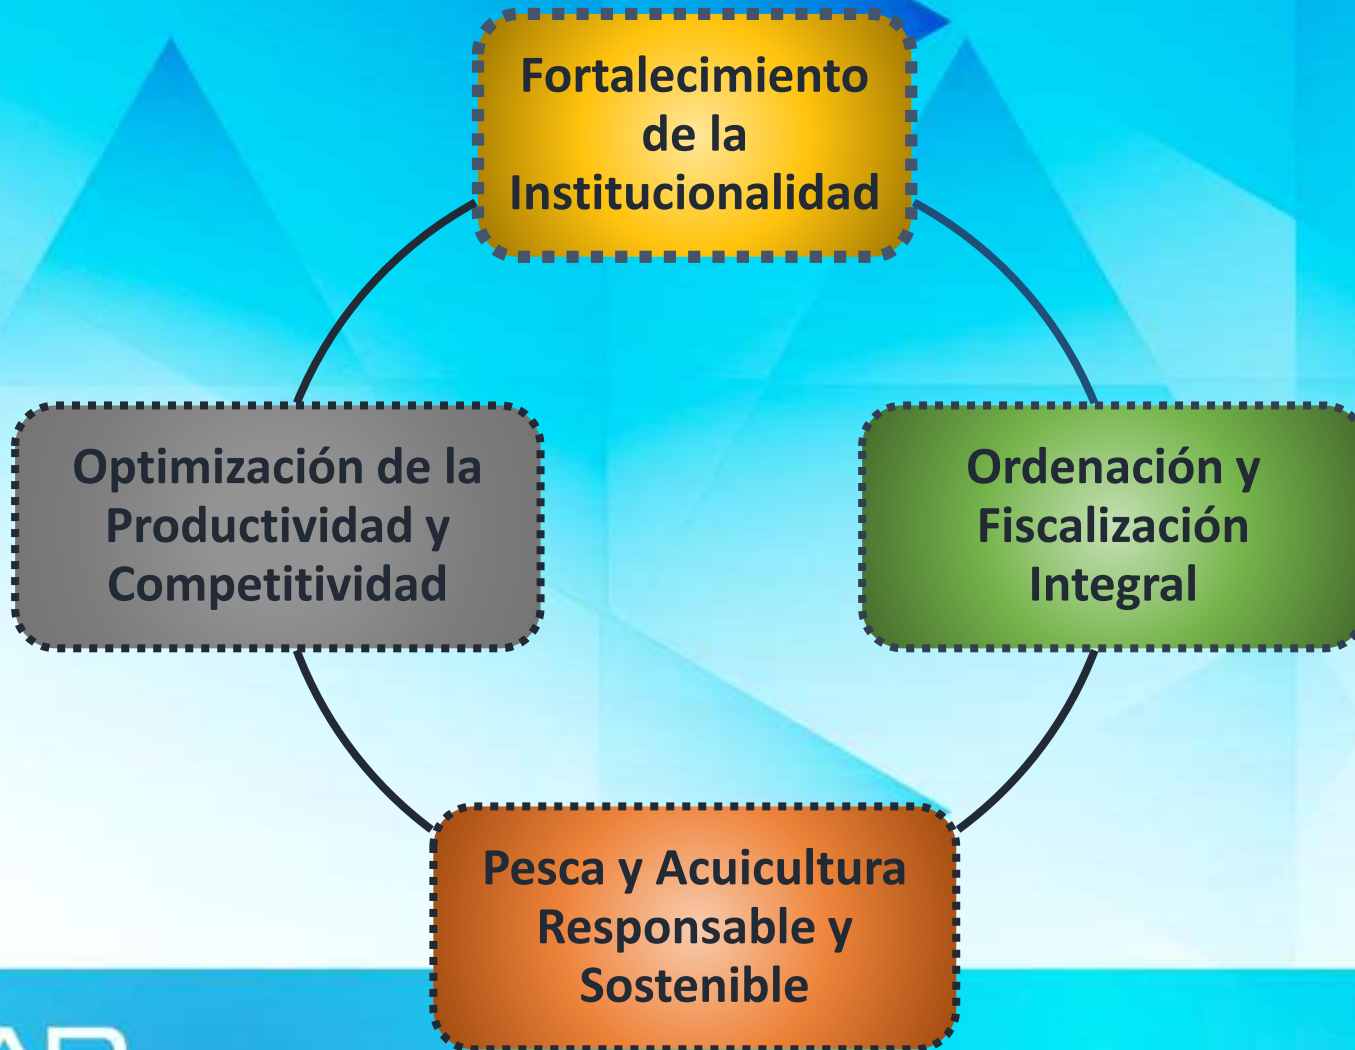 Fortalecimiento
de la
Institucionalidad
Optimización de la
Productividad y
Competitividad
Ordenación y
Fiscalización
Integral
Pesca y Acuicultura
Responsable y
Sostenible